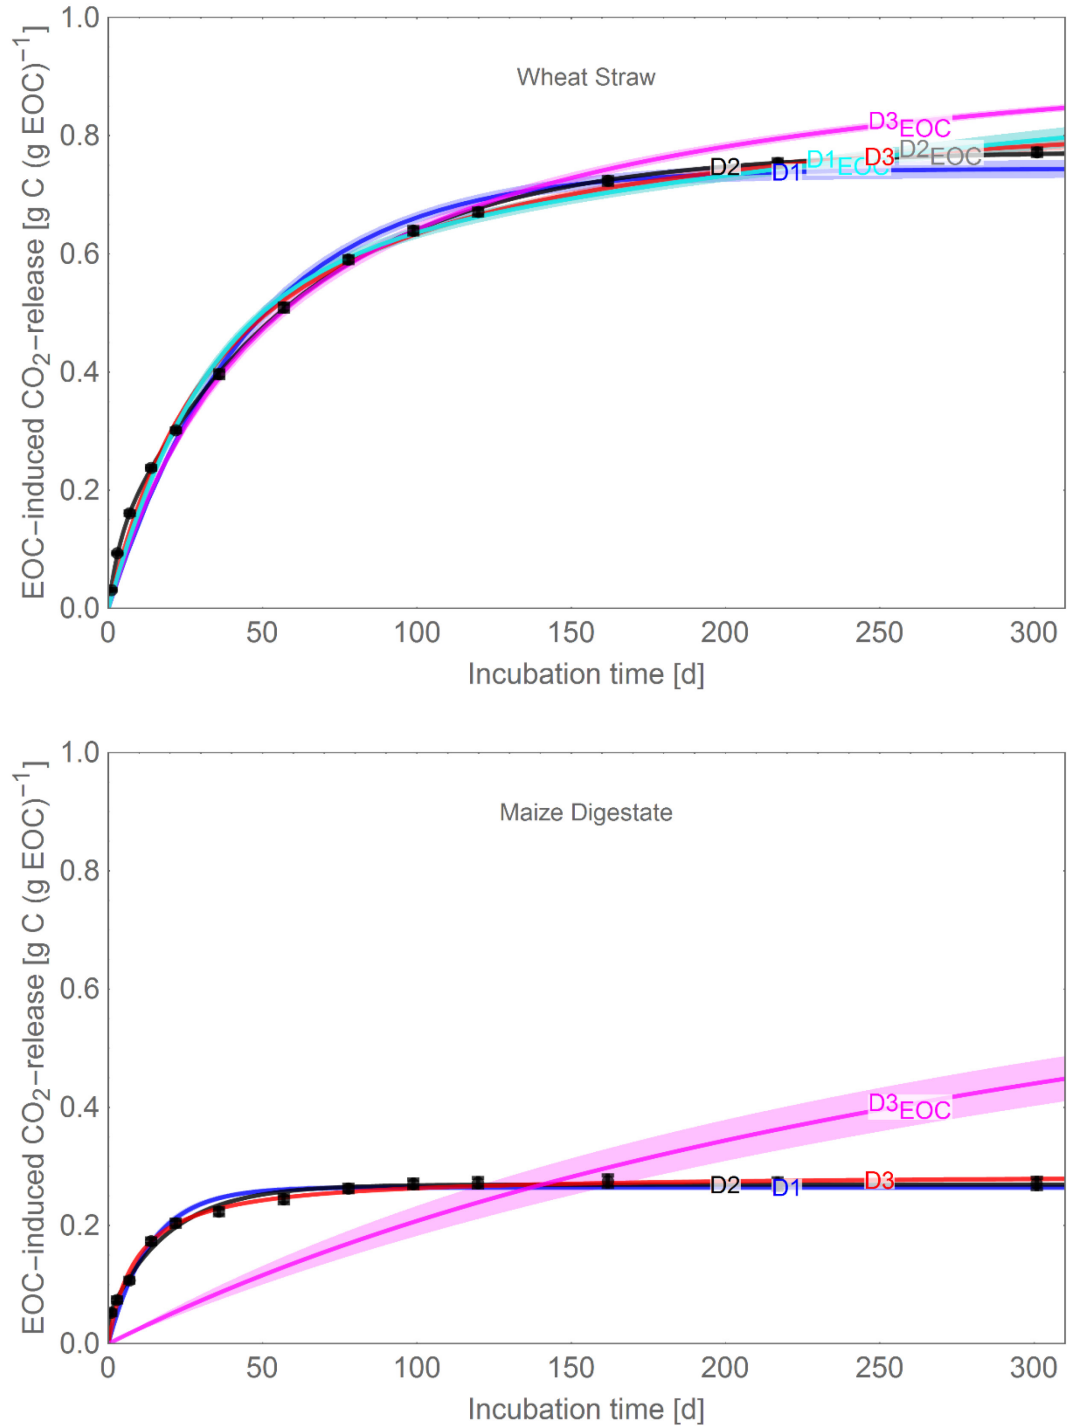 1.0
0.8
0.6
0.4
0.2
0.0
EOC−induced CO₂−release [g C (g EOC)⁻¹]
Wheat Straw
D3EOC
D2EOC
D1EOC
D3
D2
D1
0 50 100 150 200 250 300
Incubation time [d]
1.0
0.8
0.6
0.4
0.2
0.0
EOC−induced CO₂−release [g C (g EOC)⁻¹]
Maize Digestate
D3EOC
D2
D1
D3
0 50 100 150 200 250 300
Incubation time [d]